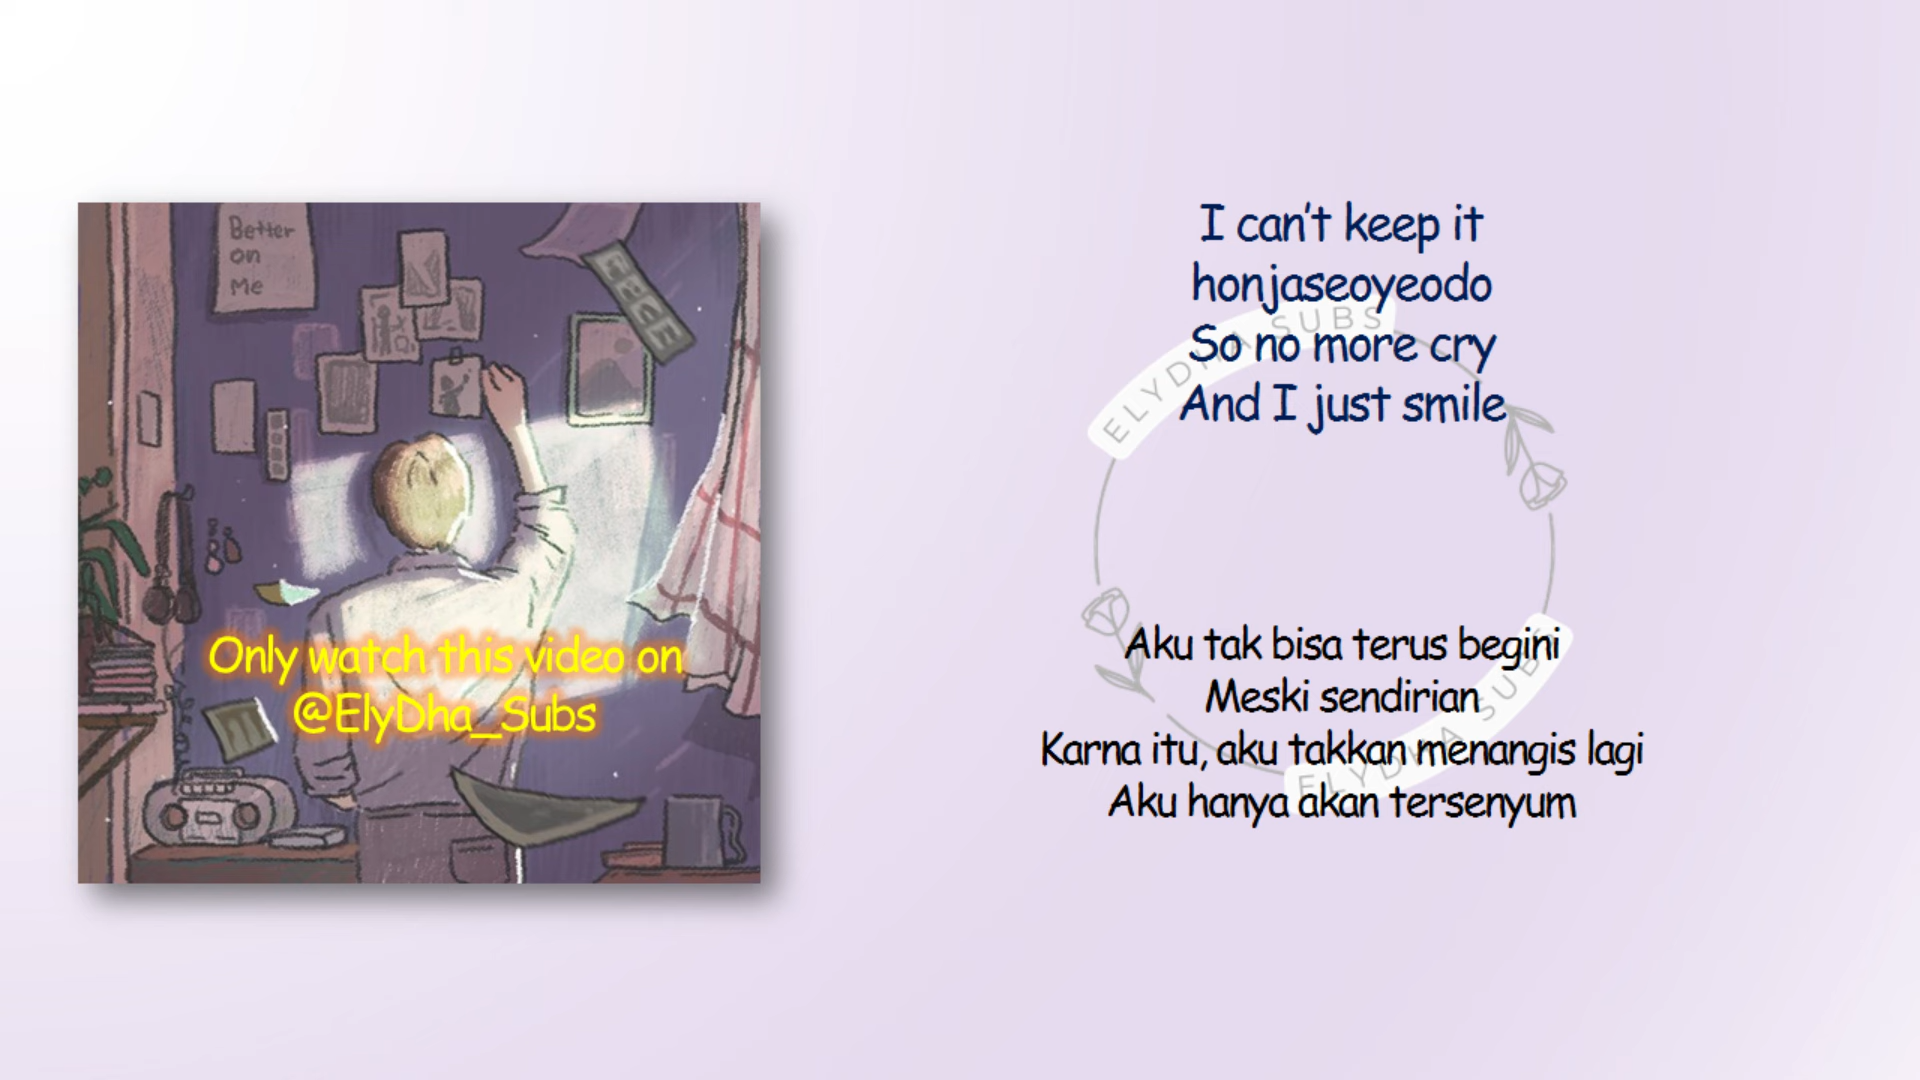 Better
on
Me
Only watch this video on
@ElyDha_Subs
I can't keep it
honjaseoyeodo
So no more cry
And I just smile
ELYDHA SUBS
Aku tak bisa terus begini
Meski sendirian
Karna itu, aku takkan menangis lagi
Aku hanya akan tersenyum
ELYDHA SUBS